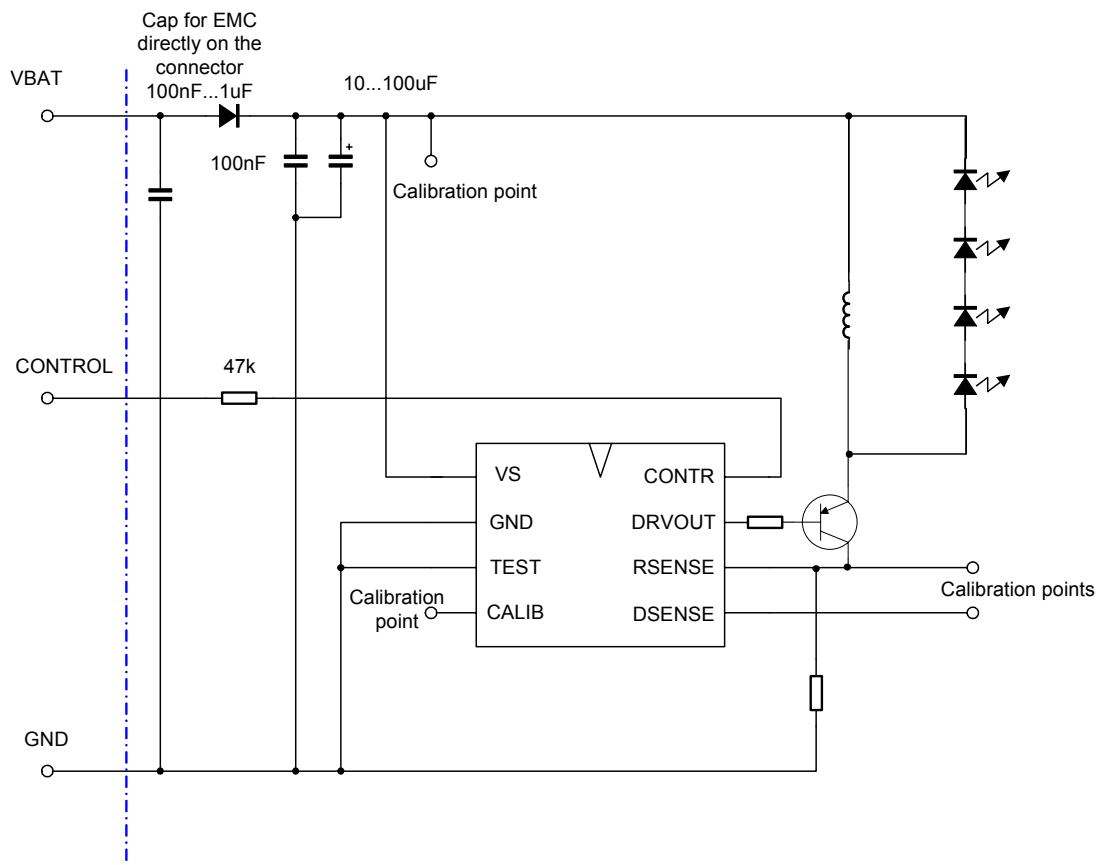 Cap for EMC
directly on the
connector
100nF...1uF
VBAT
10...100uF
100nF
+
Calibration point
CONTROL
47k
VS
CONTR
GND
DRVOUT
TEST
RSENSE
Calibration
point
CALIB
DSENSE
Calibration points
GND